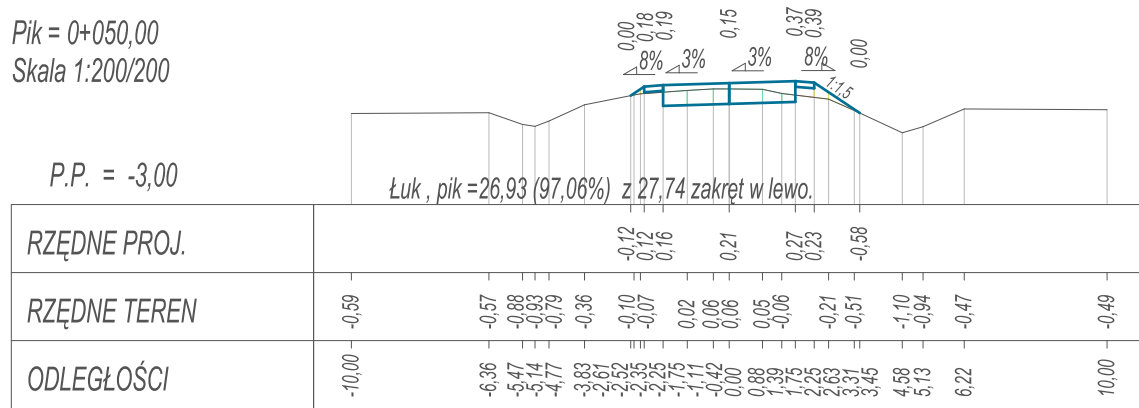 Pik = 0+050,00
Skala 1:200/200
0,00 0,18 0,19 0,15 0,37 0,39 0,00
8% 3% 3% 8%
1:1,5
P.P. = -3,00
Łuk , pik =26,93 (97,06%) z 27,74 zakręt w lewo.
RZĘDNE PROJ.
-0,12 0,12 0,16 0,21 0,27 0,23 -0,58
RZĘDNE TEREN
-0,59 -0,57 -0,88 -0,93 -0,79 -0,36 -0,10 -0,07 0,02 0,06 0,06 0,05 -0,06 -0,21 -0,51 -1,10 -0,94 -0,47 -0,49
ODLEGŁOŚCI
-10,00 -6,36 -5,47 -5,14 -4,77 -3,83 -2,61 -2,52 -2,35 -2,25 -1,75 -1,11 -0,42 0,00 0,88 1,39 1,75 2,25 2,63 3,31 3,45 4,58 5,13 6,22 10,00